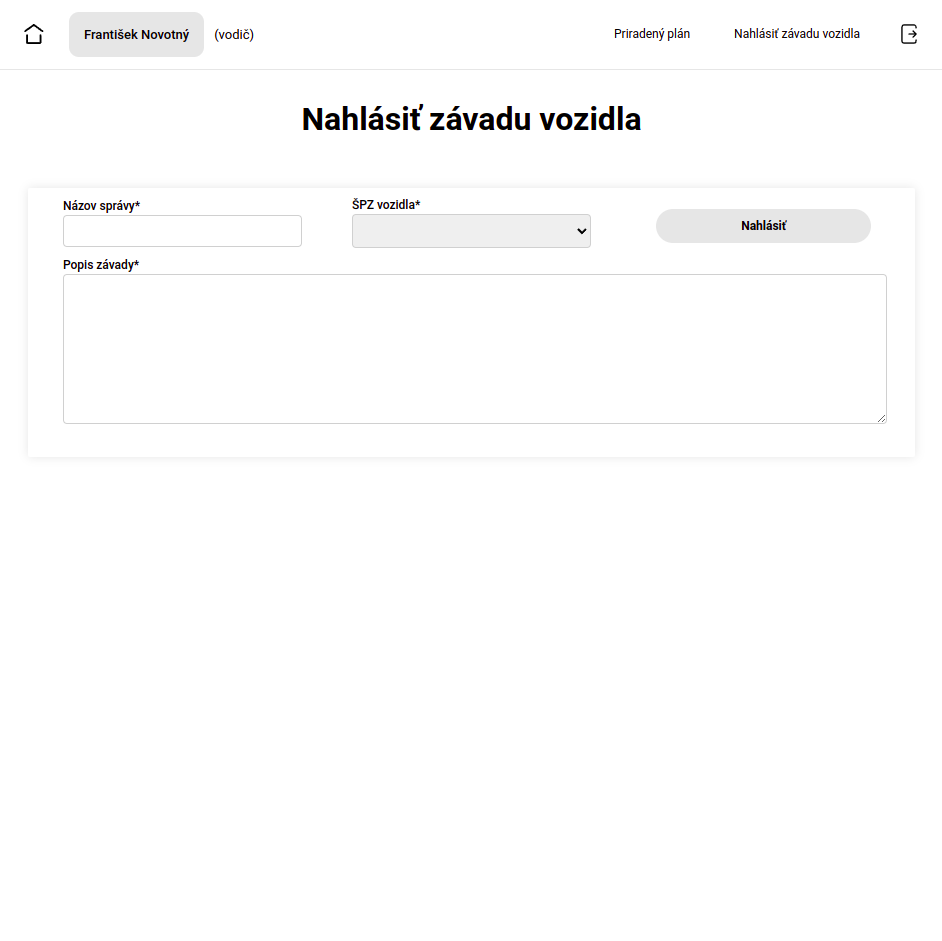 František Novotný (vodič) Priradený plán Nahlásiť závadu vozidla
Nahlásiť závadu vozidla
Názov správy* ŠPZ vozidla*
Nahlásiť
Popis závady*